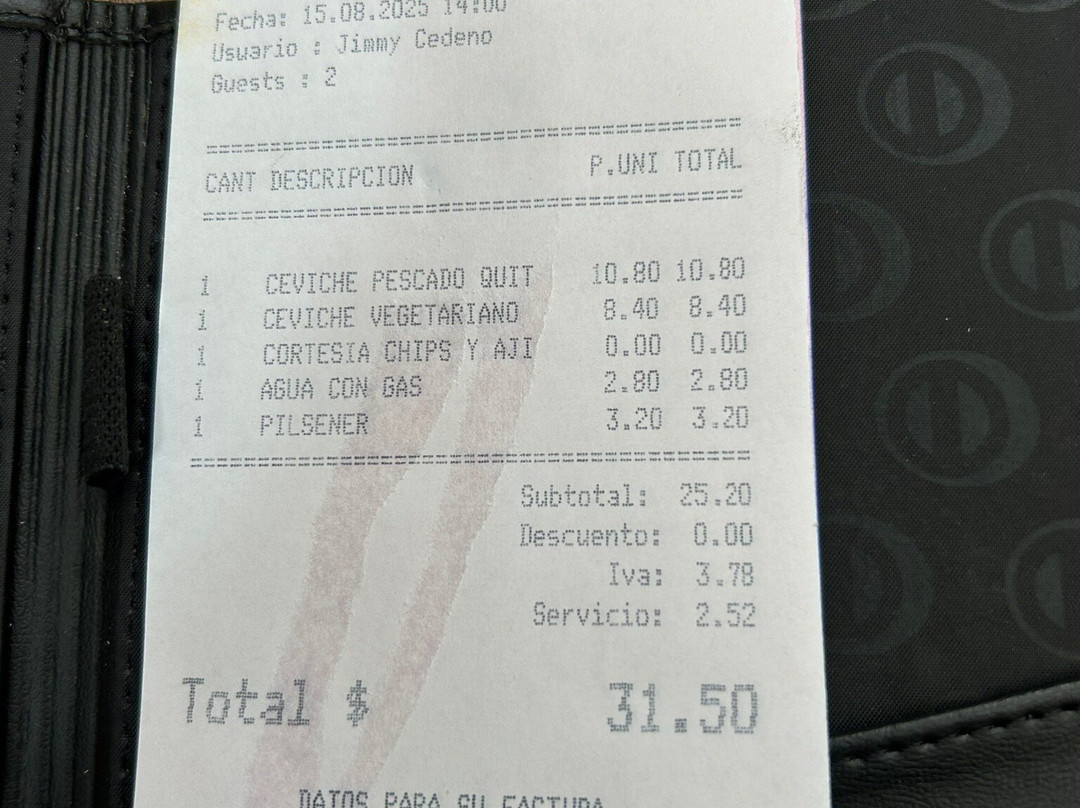 Fecha: 15.08.2025 14:00
Usuario : Jimmy Cedeno
Guests : 2
CANT DESCRIPCION P.UNI TOTAL
1 CEVICHE PESCADO QUIT 10.80 10.80
1 CEVICHE VEGETARIANO 8.40 8.40
1 CORTESIA CHIPS Y AJI 0.00 0.00
1 AGUA CON GAS 2.80 2.80
1 PILSENER 3.20 3.20
Subtotal: 25.20
Descuento: 0.00
Iva: 3.78
Servicio: 2.52
Total $ 31.50
DATOS PARA SU FACTURA